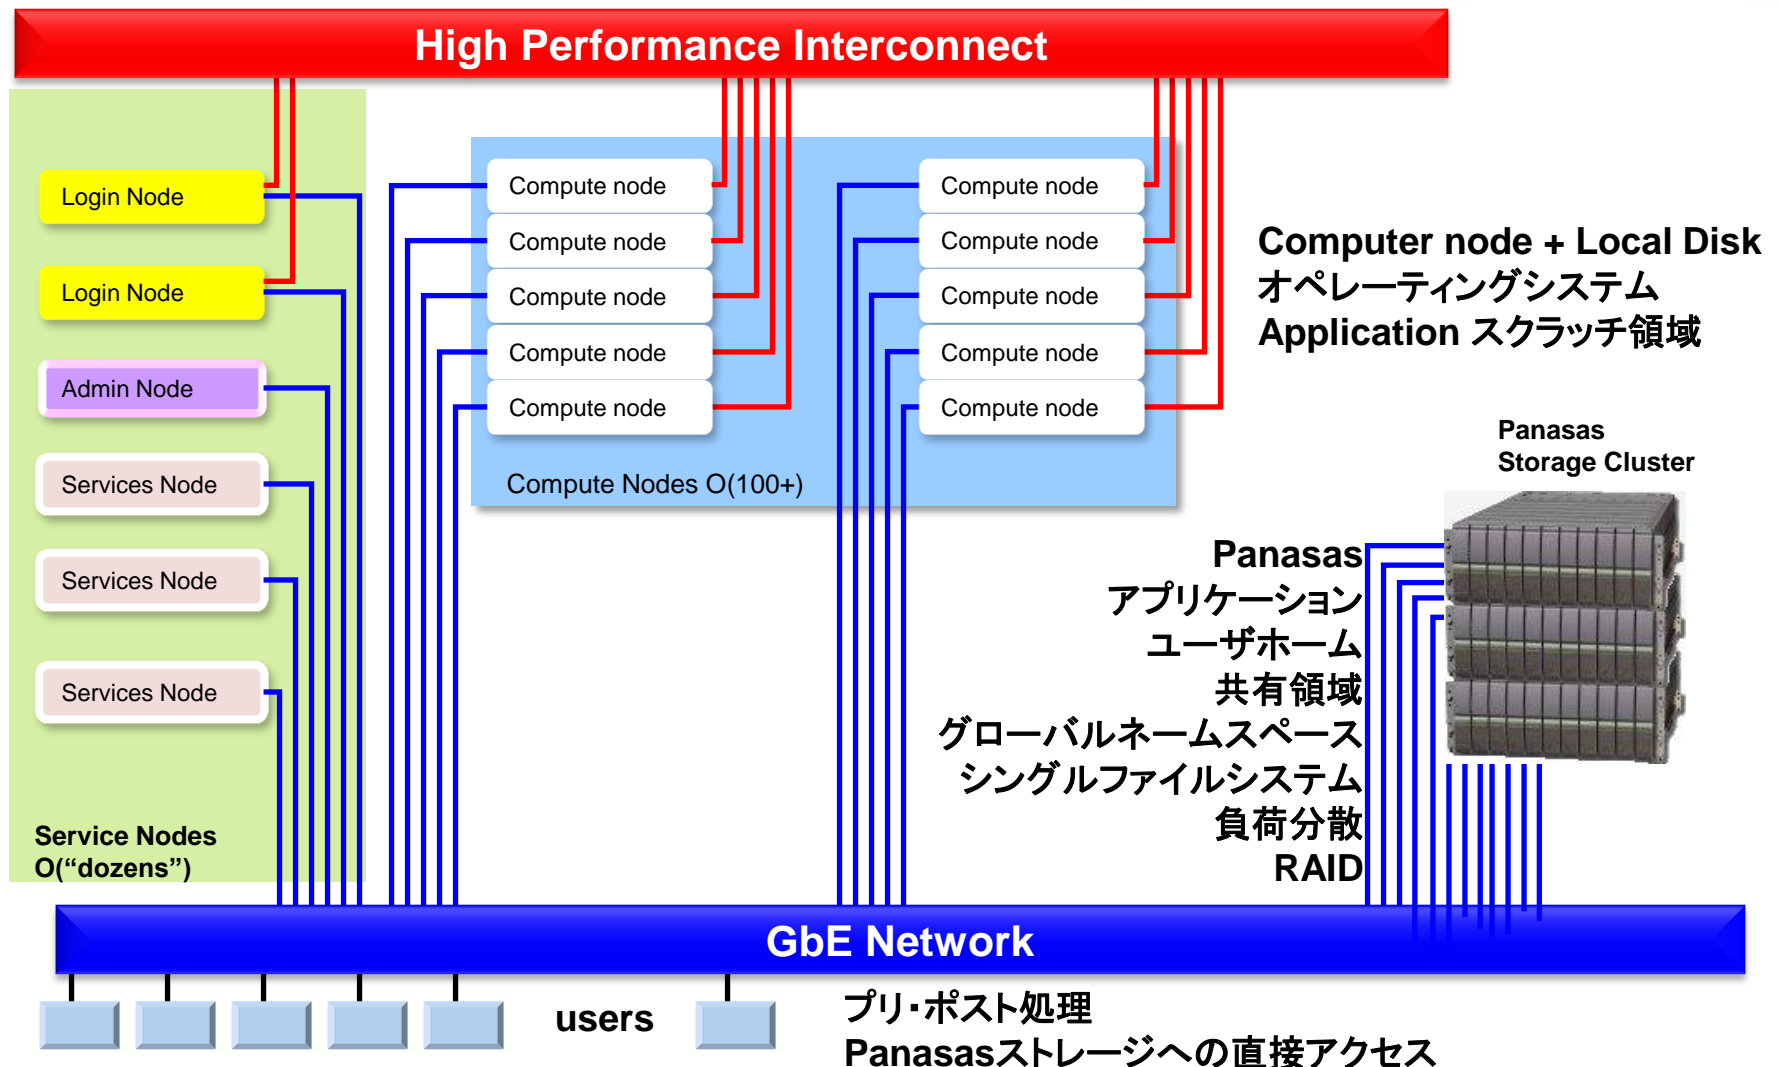 High Performance Interconnect
Login Node
Login Node
Admin Node
Services Node
Services Node
Services Node
Service Nodes
O(“dozens”)
Compute node
Compute node
Compute node
Compute node
Compute node
Compute node
Compute node
Compute node
Compute node
Compute node
Compute Nodes O(100+)
Computer node + Local Disk
オペレーティングシステム
Application スクラッチ領域
Panasas
Storage Cluster
Panasas
アプリケーション
ユーザホーム
共有領域
グローバルネームスペース
シングルファイルシステム
負荷分散
RAID
GbE Network
users
プリ・ポスト処理
Panasasストレージへの直接アクセス